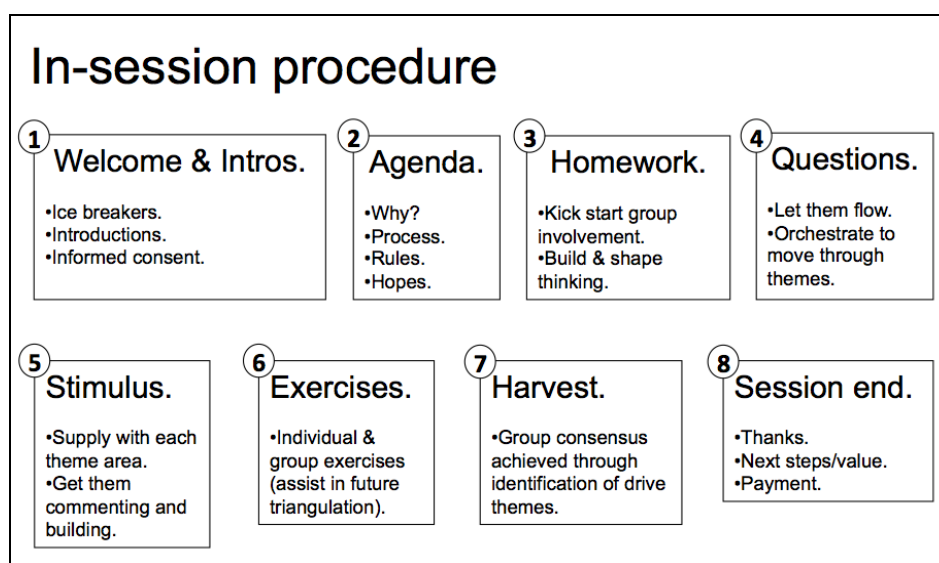 In-session procedure
1
Welcome & Intros.
•Ice breakers.
•Introductions.
•Informed consent.
2
Agenda.
•Why?
•Process.
•Rules.
•Hopes.
3
Homework.
•Kick start group
involvement.
•Build & shape
thinking.
4
Questions.
•Let them flow.
•Orchestrate to
move through
themes.
5
Stimulus.
•Supply with each
theme area.
•Get them
commenting and
building.
6
Exercises.
•Individual &
group exercises
(assist in future
triangulation).
7
Harvest.
•Group consensus
achieved through
identification of drive
themes.
8
Session end.
•Thanks.
•Next steps/value.
•Payment.